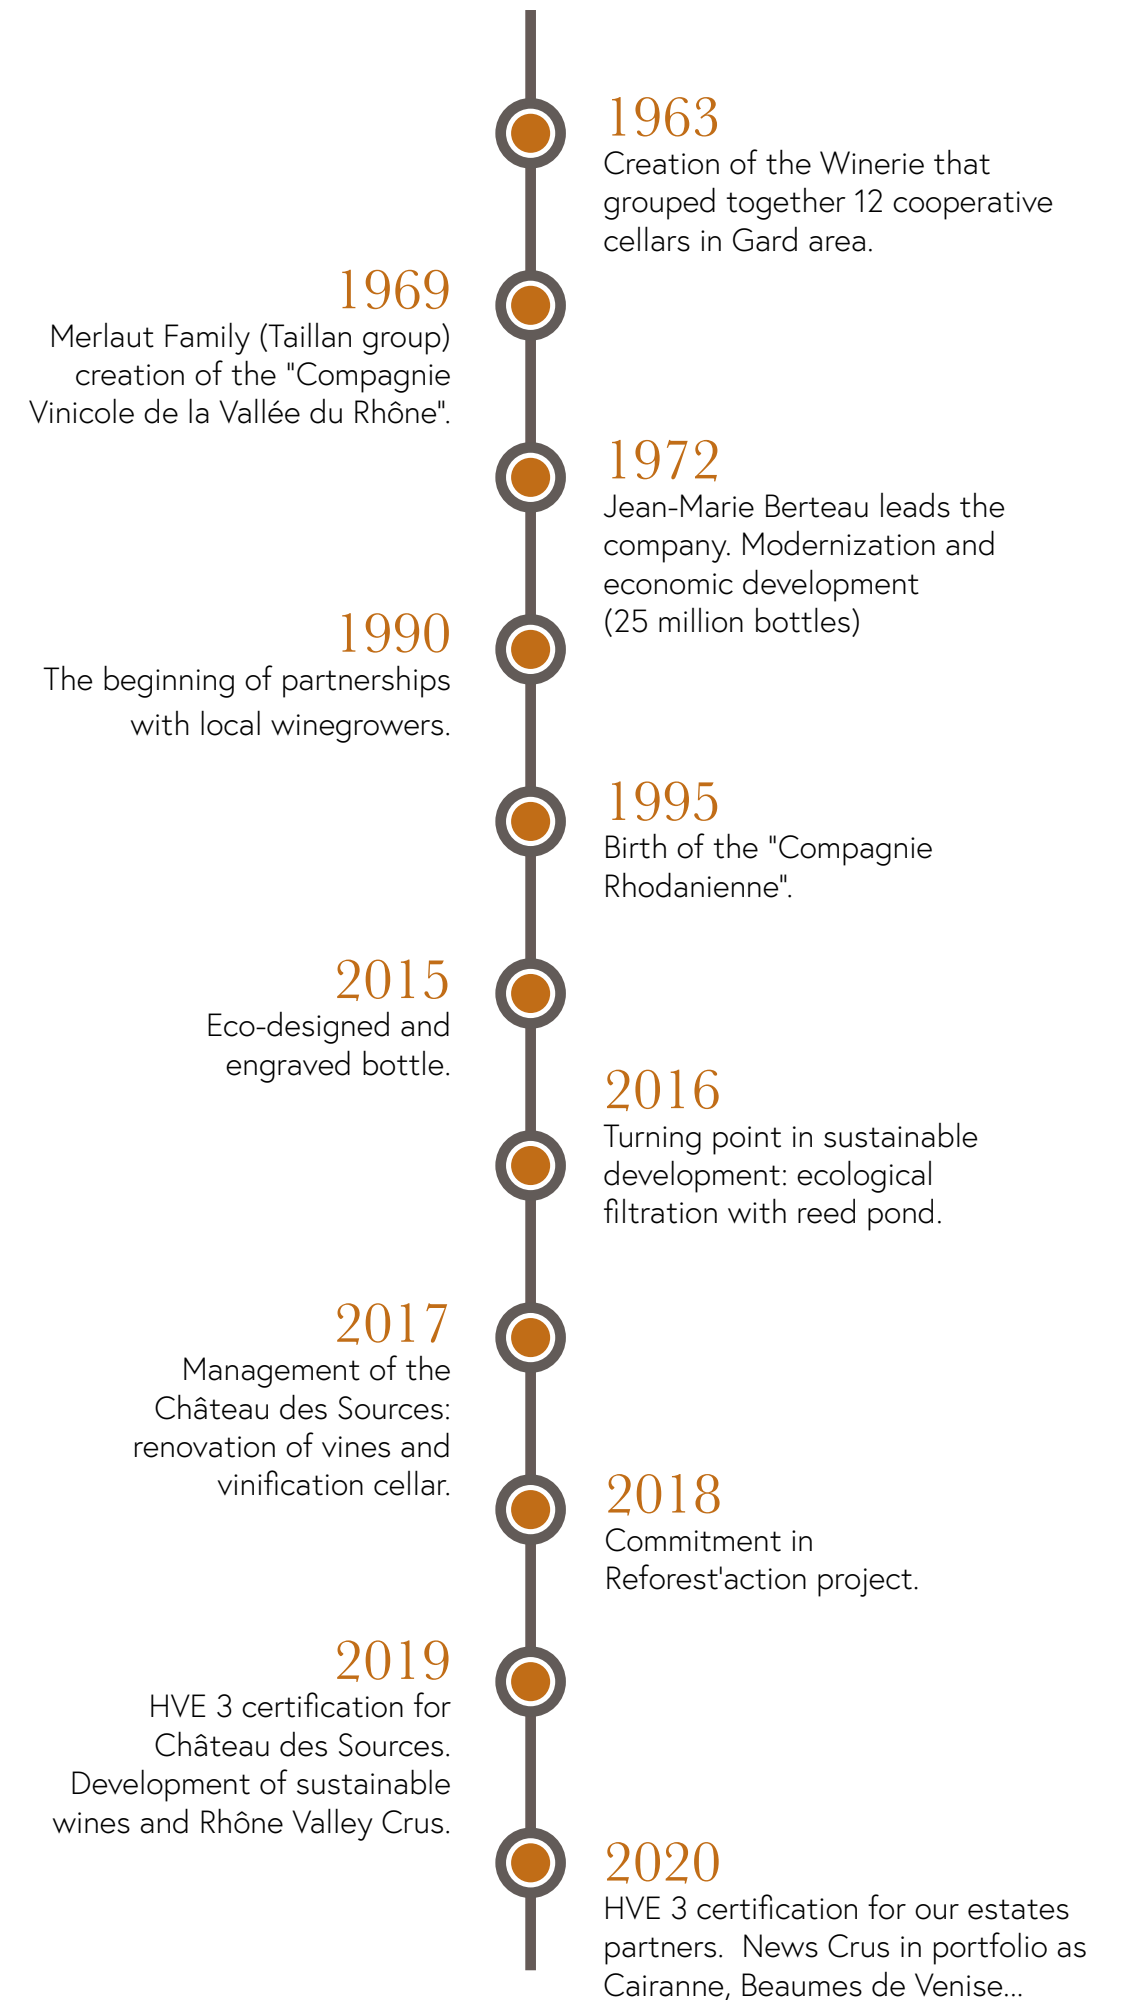 1963
Creation of the Winerie that
grouped together 12 cooperative
cellars in Gard area.
1969
Merlaut Family (Taillan group)
creation of the "Compagnie
Vinicole de la Vallée du Rhône".
1972
Jean-Marie Berteau leads the
company. Modernization and
economic development
(25 million bottles)
1990
The beginning of partnerships
with local winegrowers.
1995
Birth of the "Compagnie
Rhodanienne".
2015
Eco-designed and
engraved bottle.
2016
Turning point in sustainable
development: ecological
filtration with reed pond.
2017
Management of the
Château des Sources:
renovation of vines and
vinification cellar.
2018
Commitment in
Reforest'action project.
2019
HVE 3 certification for
Château des Sources.
Development of sustainable
wines and Rhône Valley Crus.
2020
HVE 3 certification for our estates
partners.  News Crus in portfolio as
Cairanne, Beaumes de Venise...